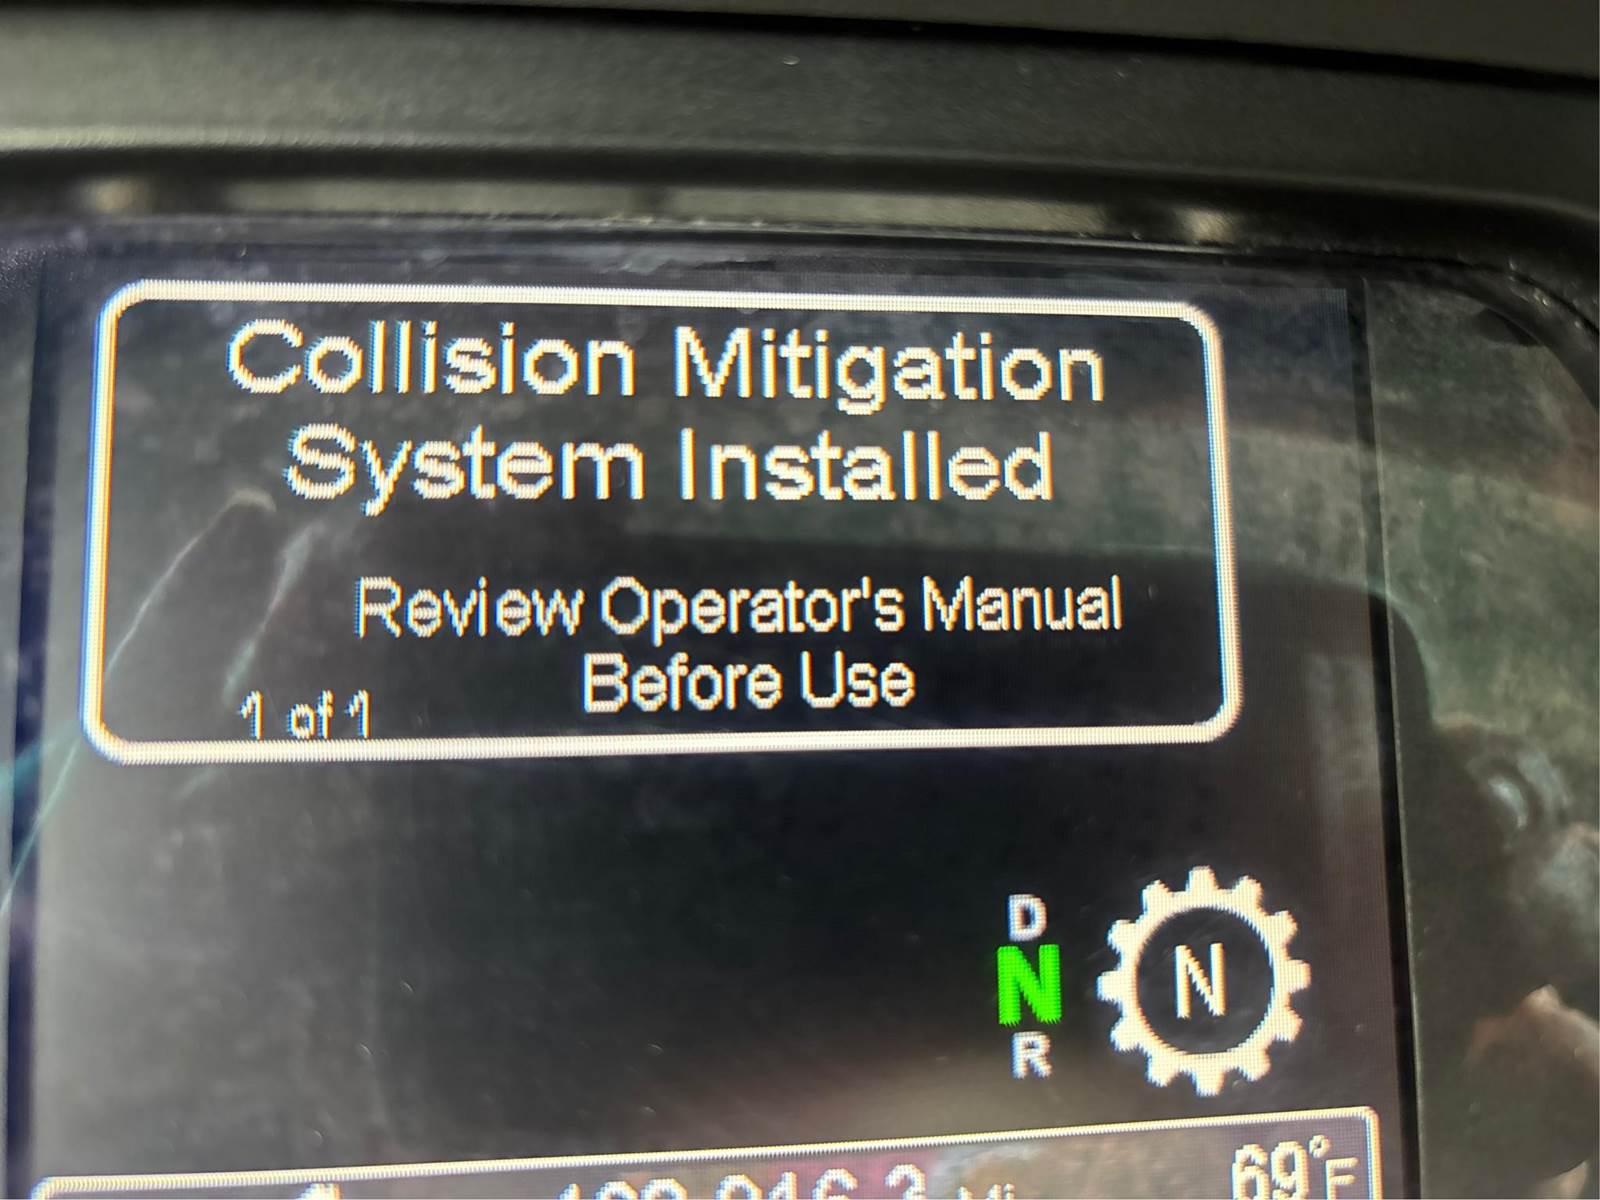 Collision Mitigation
System Installed
Review Operator's Manual
Before Use
1 of 1
D
N
R
N
69°F